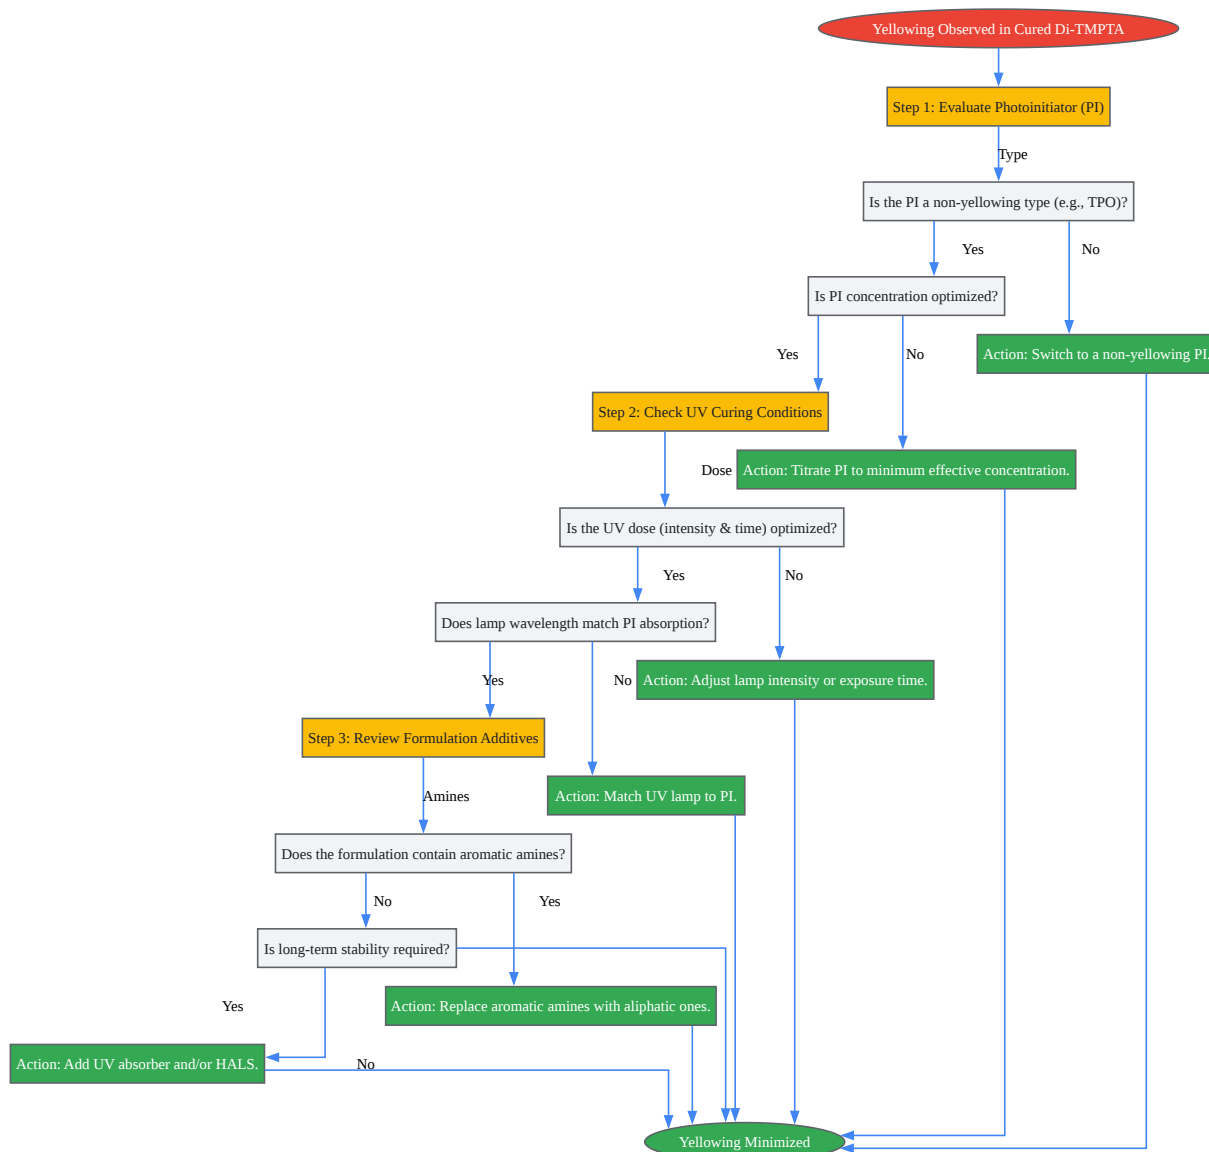 Yellowing Observed in Cured Di-TMPTA
Step 1: Evaluate Photoinitiator (PI)
Type
Is the PI a non-yellowing type (e.g., TPO)?
Yes
No
Is PI concentration optimized?
Yes
No
Action: Switch to a non-yellowing PI.
Step 2: Check UV Curing Conditions
Dose
Action: Titrate PI to minimum effective concentration.
Is the UV dose (intensity & time) optimized?
Yes
No
Does lamp wavelength match PI absorption?
Yes
No
Action: Adjust lamp intensity or exposure time.
Step 3: Review Formulation Additives
Amines
Action: Match UV lamp to PI.
Does the formulation contain aromatic amines?
No
Yes
Is long-term stability required?
Yes
Action: Replace aromatic amines with aliphatic ones.
Action: Add UV absorber and/or HALS.
No
Yellowing Minimized